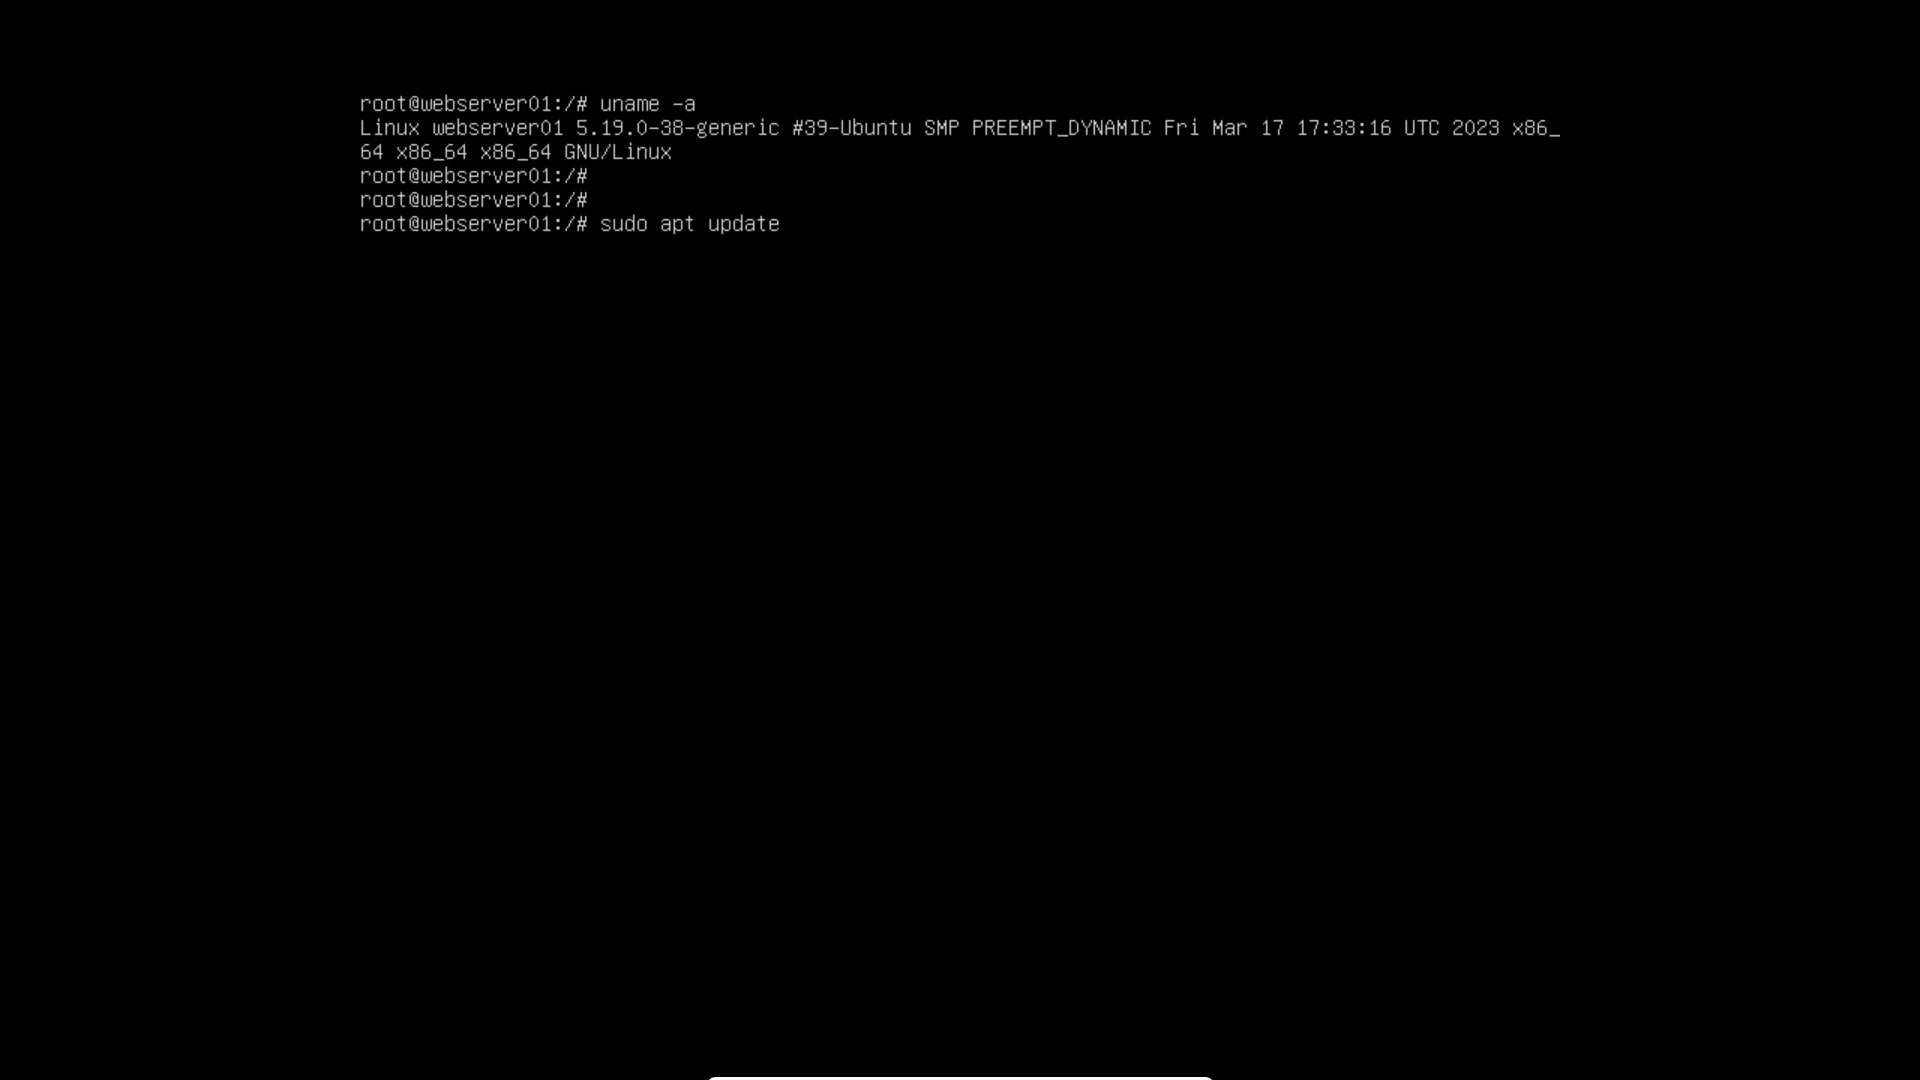 root@webserver01:/# uname -a
Linux webserver01 5.19.0-38-generic #39-Ubuntu SMP PREEMPT_DYNAMIC Fri Mar 17 17:33:16 UTC 2023 x86_
64 x86_64 x86_64 GNU/Linux
root@webserver01:/#
root@webserver01:/#
root@webserver01:/# sudo apt update